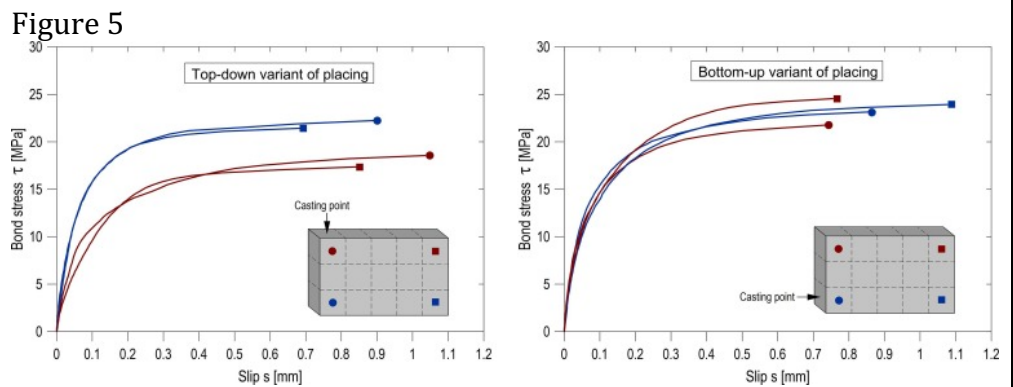 Figure 5
Top-down variant of placing
Bond stress τ [MPa]
30
25
20
15
10
5
0
Casting point
0 0.1 0.2 0.3 0.4 0.5 0.6 0.7 0.8 0.9 1 1.1 1.2
Slip s [mm]
Bottom-up variant of placing
Bond stress τ [MPa]
30
25
20
15
10
5
0
Casting point
0 0.1 0.2 0.3 0.4 0.5 0.6 0.7 0.8 0.9 1 1.1 1.2
Slip s [mm]